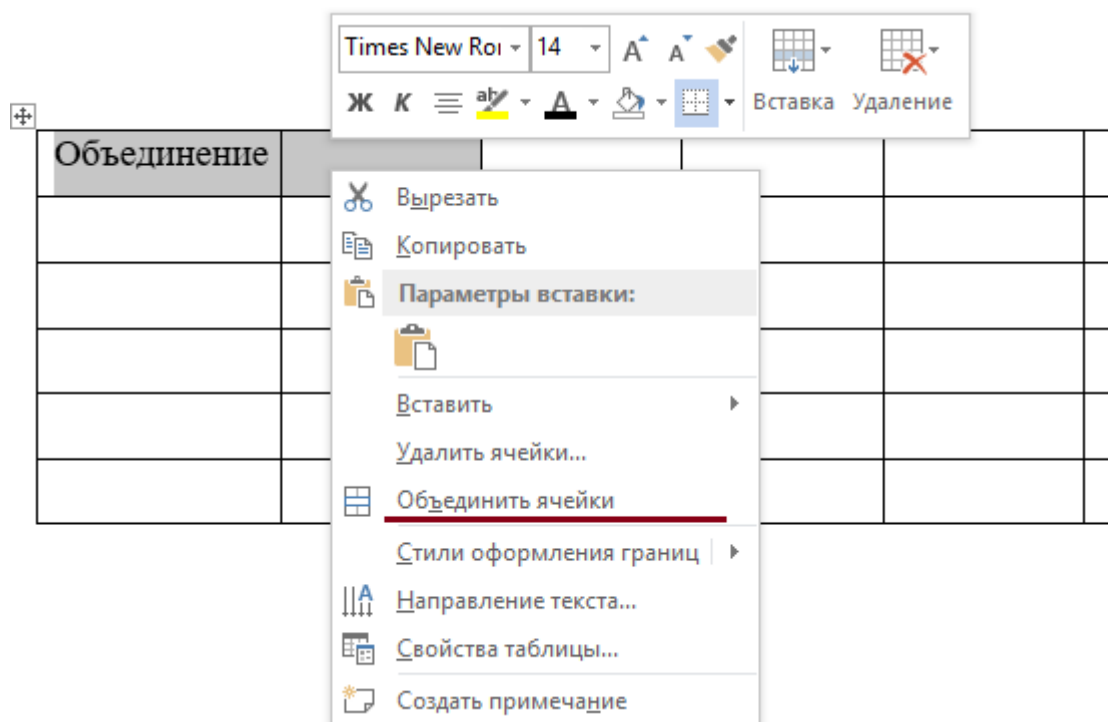 Times New Roı 14
Ж К Вставка Удаление
Объединение
Вырезать
Копировать
Параметры вставки:
Вставить
Удалить ячейки...
Объединить ячейки
Стили оформления границ
Направление текста...
Свойства таблицы...
Создать примечание